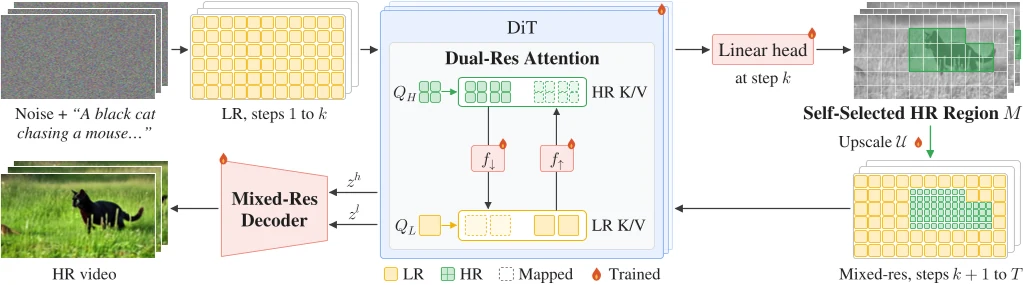 DiT
Dual-Res Attention
Q_H
HR K/V
f↓
f↑
Q_L
LR K/V
Noise + “A black cat
chasing a mouse…”
LR, steps 1 to k
Linear head
at step k
Self-Selected HR Region M
Upscale 𝒰
Mixed-res, steps k + 1 to T
z^h
z^l
Mixed-Res
Decoder
HR video
LR
HR
Mapped
Trained